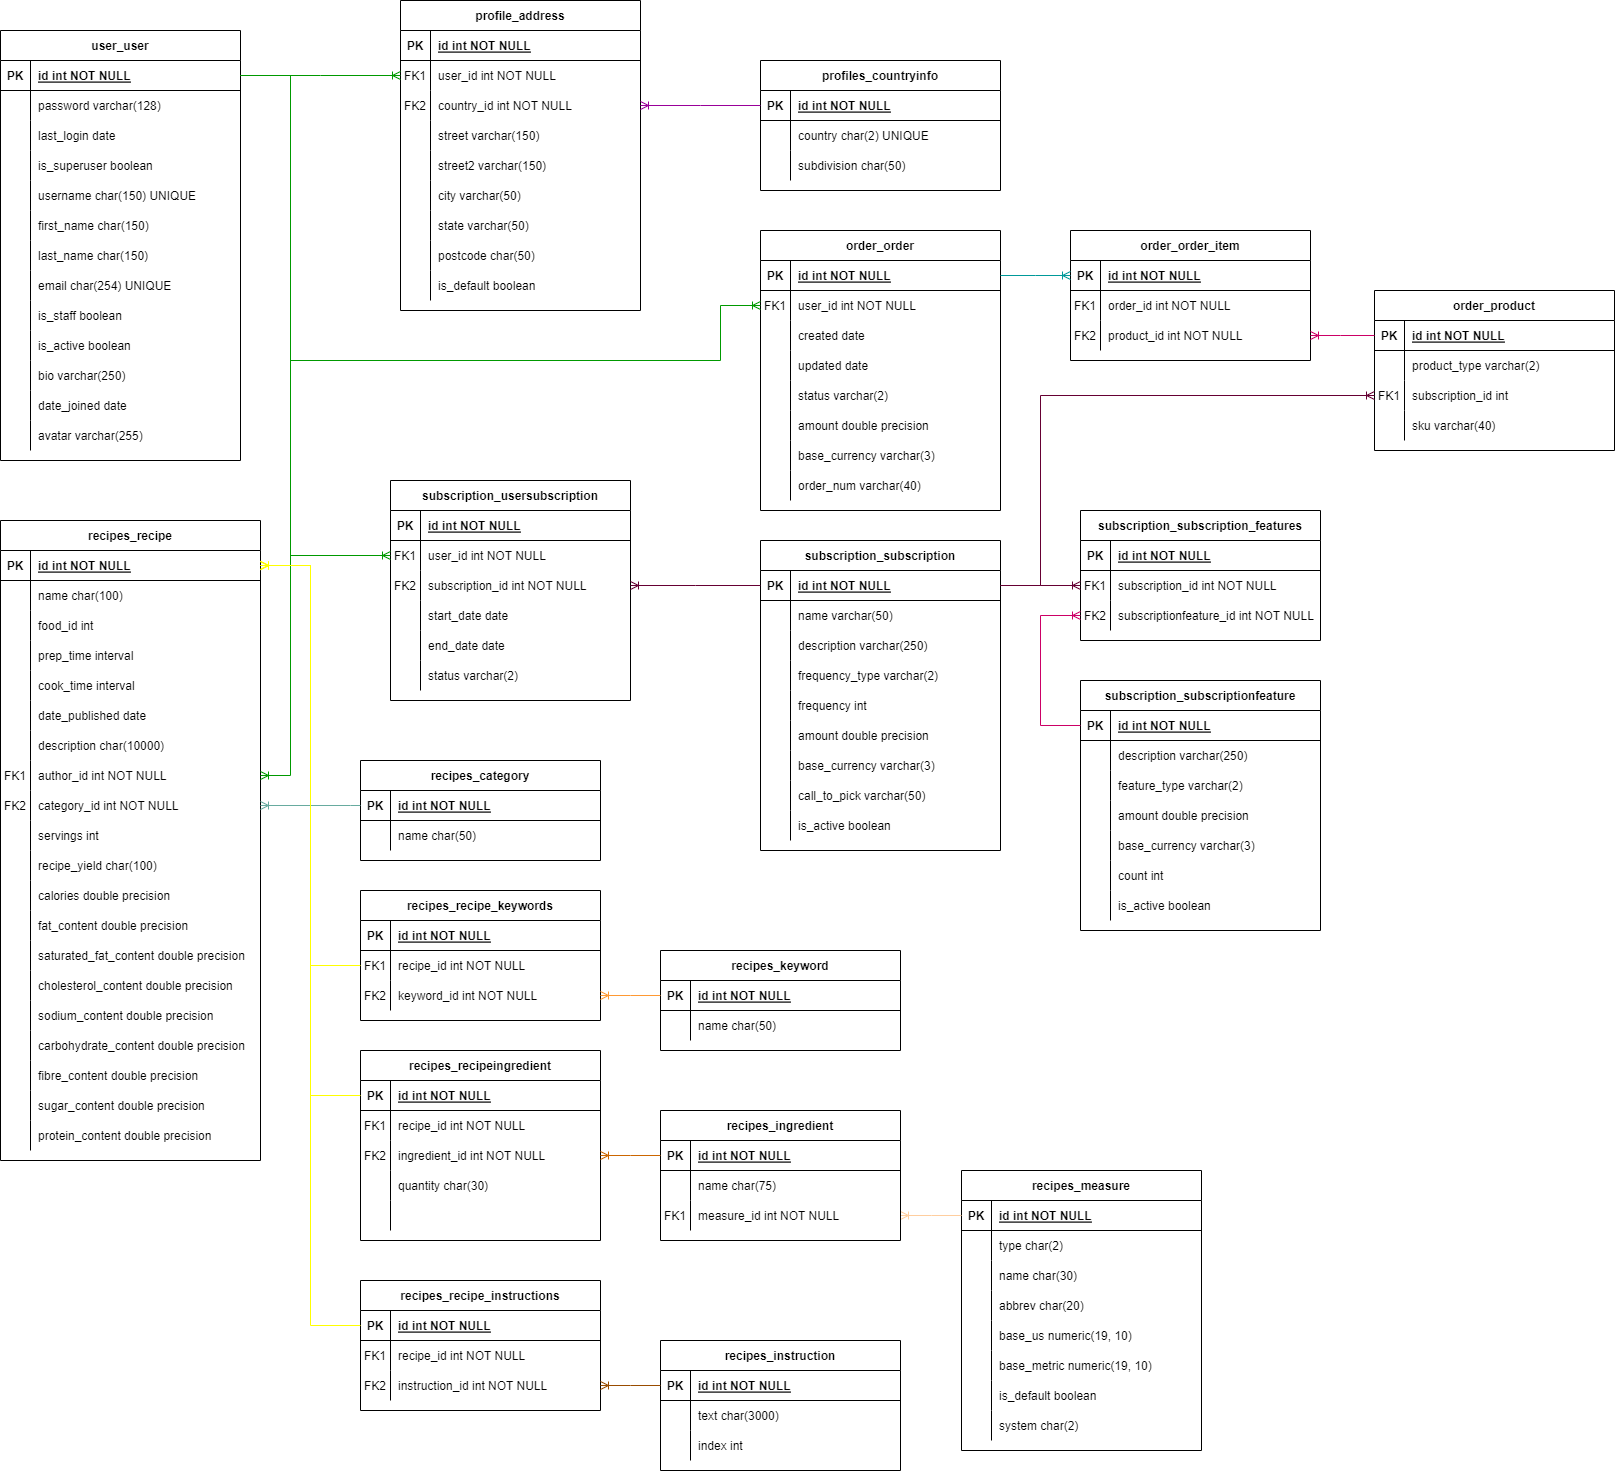 user_user
PK id int NOT NULL
password varchar(128)
last_login date
is_superuser boolean
username char(150) UNIQUE
first_name char(150)
last_name char(150)
email char(254) UNIQUE
is_staff boolean
is_active boolean
bio varchar(250)
date_joined date
avatar varchar(255)
profile_address
PK id int NOT NULL
FK1 user_id int NOT NULL
FK2 country_id int NOT NULL
street varchar(150)
street2 varchar(150)
city varchar(50)
state varchar(50)
postcode char(50)
is_default boolean
profiles_countryinfo
PK id int NOT NULL
country char(2) UNIQUE
subdivision char(50)
order_order
PK id int NOT NULL
FK1 user_id int NOT NULL
created date
updated date
status varchar(2)
amount double precision
base_currency varchar(3)
order_num varchar(40)
order_order_item
PK id int NOT NULL
FK1 order_id int NOT NULL
FK2 product_id int NOT NULL
order_product
PK id int NOT NULL
product_type varchar(2)
FK1 subscription_id int
sku varchar(40)
subscription_usersubscription
PK id int NOT NULL
FK1 user_id int NOT NULL
FK2 subscription_id int NOT NULL
start_date date
end_date date
status varchar(2)
subscription_subscription
PK id int NOT NULL
name varchar(50)
description varchar(250)
frequency_type varchar(2)
frequency int
amount double precision
base_currency varchar(3)
call_to_pick varchar(50)
is_active boolean
subscription_subscription_features
PK id int NOT NULL
FK1 subscription_id int NOT NULL
FK2 subscriptionfeature_id int NOT NULL
subscription_subscriptionfeature
PK id int NOT NULL
description varchar(250)
feature_type varchar(2)
amount double precision
base_currency varchar(3)
count int
is_active boolean
recipes_recipe
PK id int NOT NULL
name char(100)
food_id int
prep_time interval
cook_time interval
date_published date
description char(10000)
FK1 author_id int NOT NULL
FK2 category_id int NOT NULL
servings int
recipe_yield char(100)
calories double precision
fat_content double precision
saturated_fat_content double precision
cholesterol_content double precision
sodium_content double precision
carbohydrate_content double precision
fibre_content double precision
sugar_content double precision
protein_content double precision
recipes_category
PK id int NOT NULL
name char(50)
recipes_recipe_keywords
PK id int NOT NULL
FK1 recipe_id int NOT NULL
FK2 keyword_id int NOT NULL
recipes_keyword
PK id int NOT NULL
name char(50)
recipes_recipeingredient
PK id int NOT NULL
FK1 recipe_id int NOT NULL
FK2 ingredient_id int NOT NULL
quantity char(30)
recipes_ingredient
PK id int NOT NULL
name char(75)
FK1 measure_id int NOT NULL
recipes_measure
PK id int NOT NULL
type char(2)
name char(30)
abbrev char(20)
base_us numeric(19, 10)
base_metric numeric(19, 10)
is_default boolean
system char(2)
recipes_recipe_instructions
PK id int NOT NULL
FK1 recipe_id int NOT NULL
FK2 instruction_id int NOT NULL
recipes_instruction
PK id int NOT NULL
text char(3000)
index int